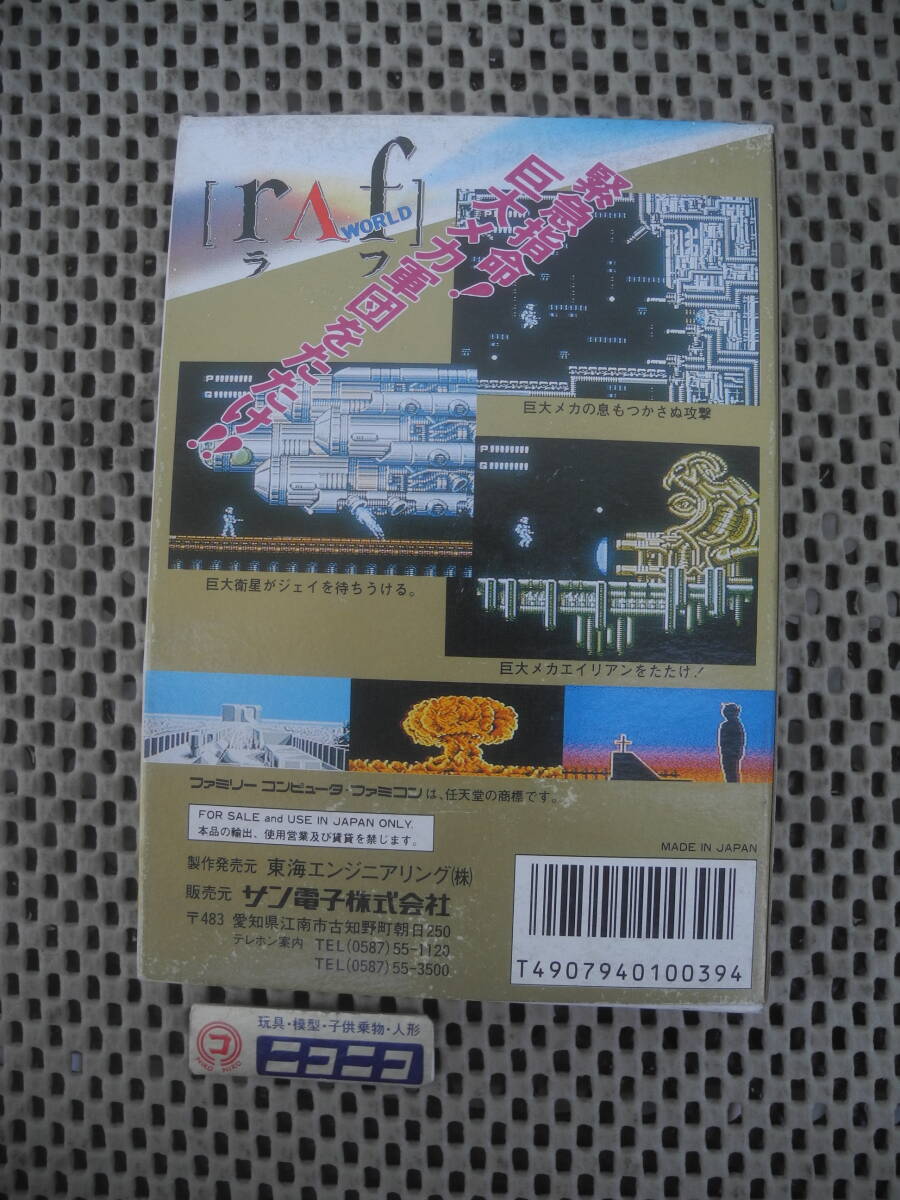 [rΛf]
WORLD
ラフ
緊急指命!
巨大メカ軍団をたたけ!!
巨大メカの息もつかさぬ攻撃
P
G
巨大衛星がジェイを待ちうける。
P
G
巨大メカエイリアンをたたけ!
ファミリー コンピュータ・ファミコンは、任天堂の商標です。
FOR SALE and USE IN JAPAN ONLY.
本品の輸出、使用営業及び賃貸を禁じます。
MADE IN JAPAN
製作発売元 東海エンジニアリング(株)
販売元 サン電子株式会社
〒483 愛知県江南市古知野町朝日250
テレホン案内 TEL(0587)55-1120
TEL(0587)55-3500
T4907940100394
玩具・模型・子供乗物・人形
コ
NIKO NIKO
ニコニコ